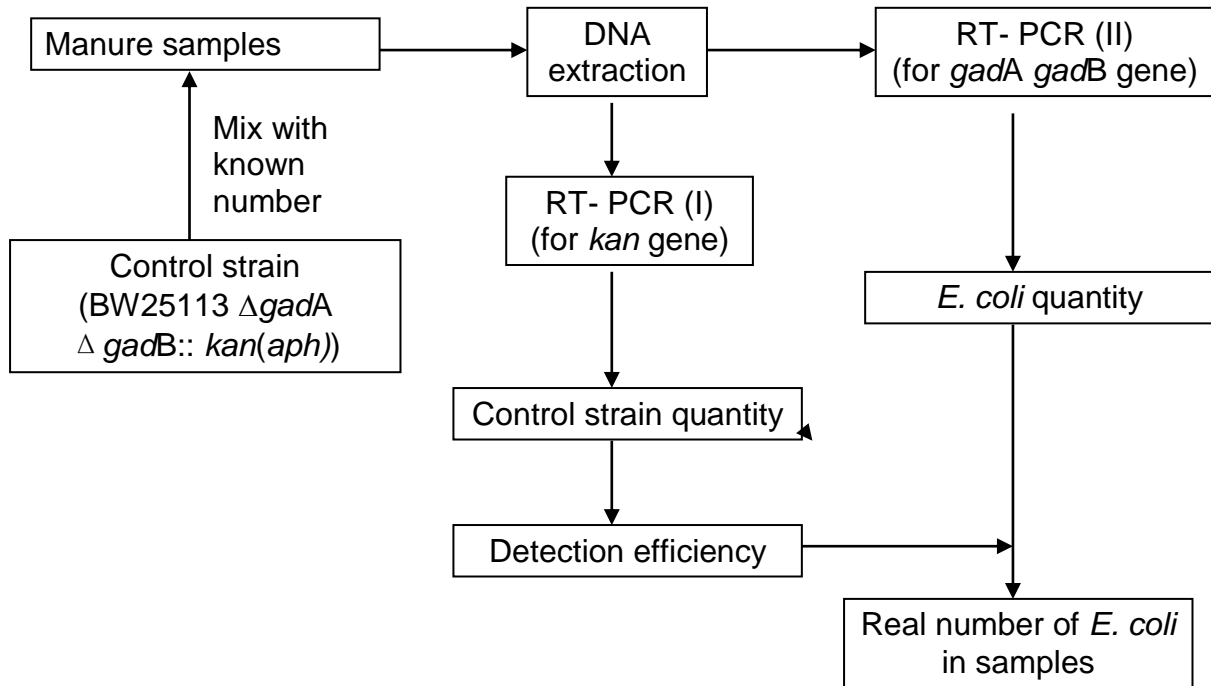 Manure samples
DNA
extraction
RT- PCR (II)
(for gadA gadB gene)
Mix with
known
number
RT- PCR (I)
(for kan gene)
Control strain
(BW25113 ΔgadA
Δ gadB:: kan(aph))
E. coli quantity
Control strain quantity
Detection efficiency
Real number of E. coli
in samples